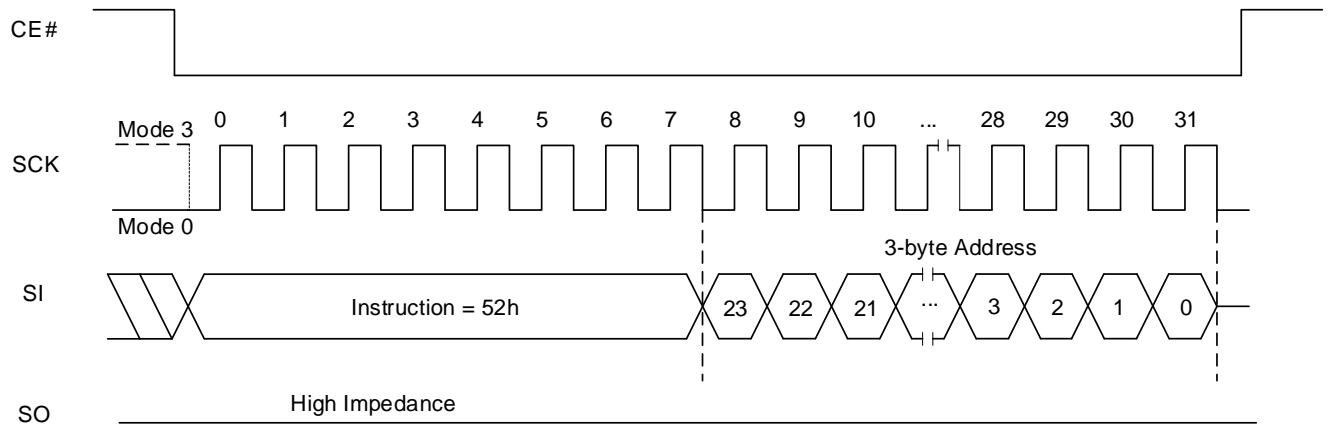 CE#
Mode 3
0 1 2 3 4 5 6 7 8 9 10 ... 28 29 30 31
SCK
Mode 0
3-byte Address
SI
Instruction = 52h
23 22 21 ... 3 2 1 0
High Impedance
SO